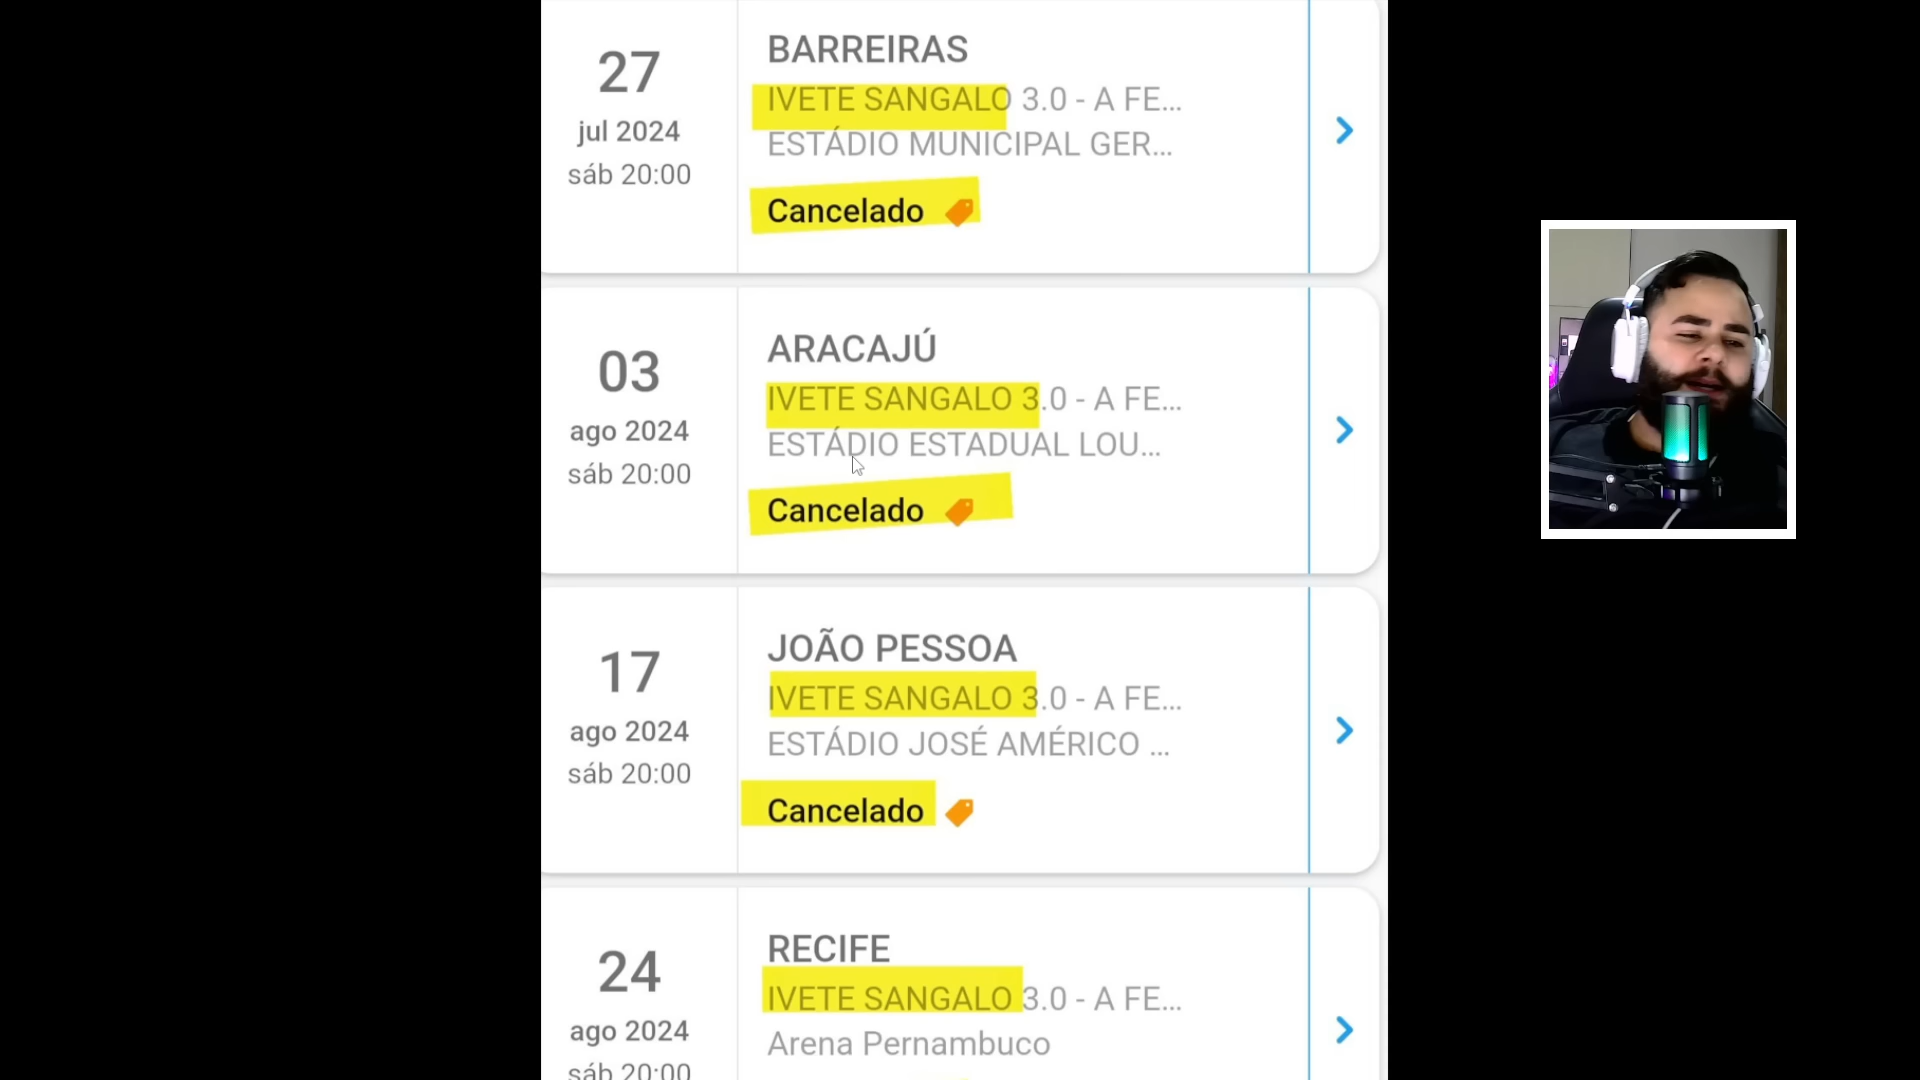 27
jul 2024
sáb 20:00
BARREIRAS
IVETE SANGALO 3.0 - A FE...
ESTÁDIO MUNICIPAL GER...
Cancelado
03
ago 2024
sáb 20:00
ARACAJÚ
IVETE SANGALO 3.0 - A FE...
ESTÁDIO ESTADUAL LOU...
Cancelado
17
ago 2024
sáb 20:00
JOÃO PESSOA
IVETE SANGALO 3.0 - A FE...
ESTÁDIO JOSÉ AMÉRICO ...
Cancelado
24
ago 2024
sáb 20:00
RECIFE
IVETE SANGALO 3.0 - A FE...
Arena Pernambuco